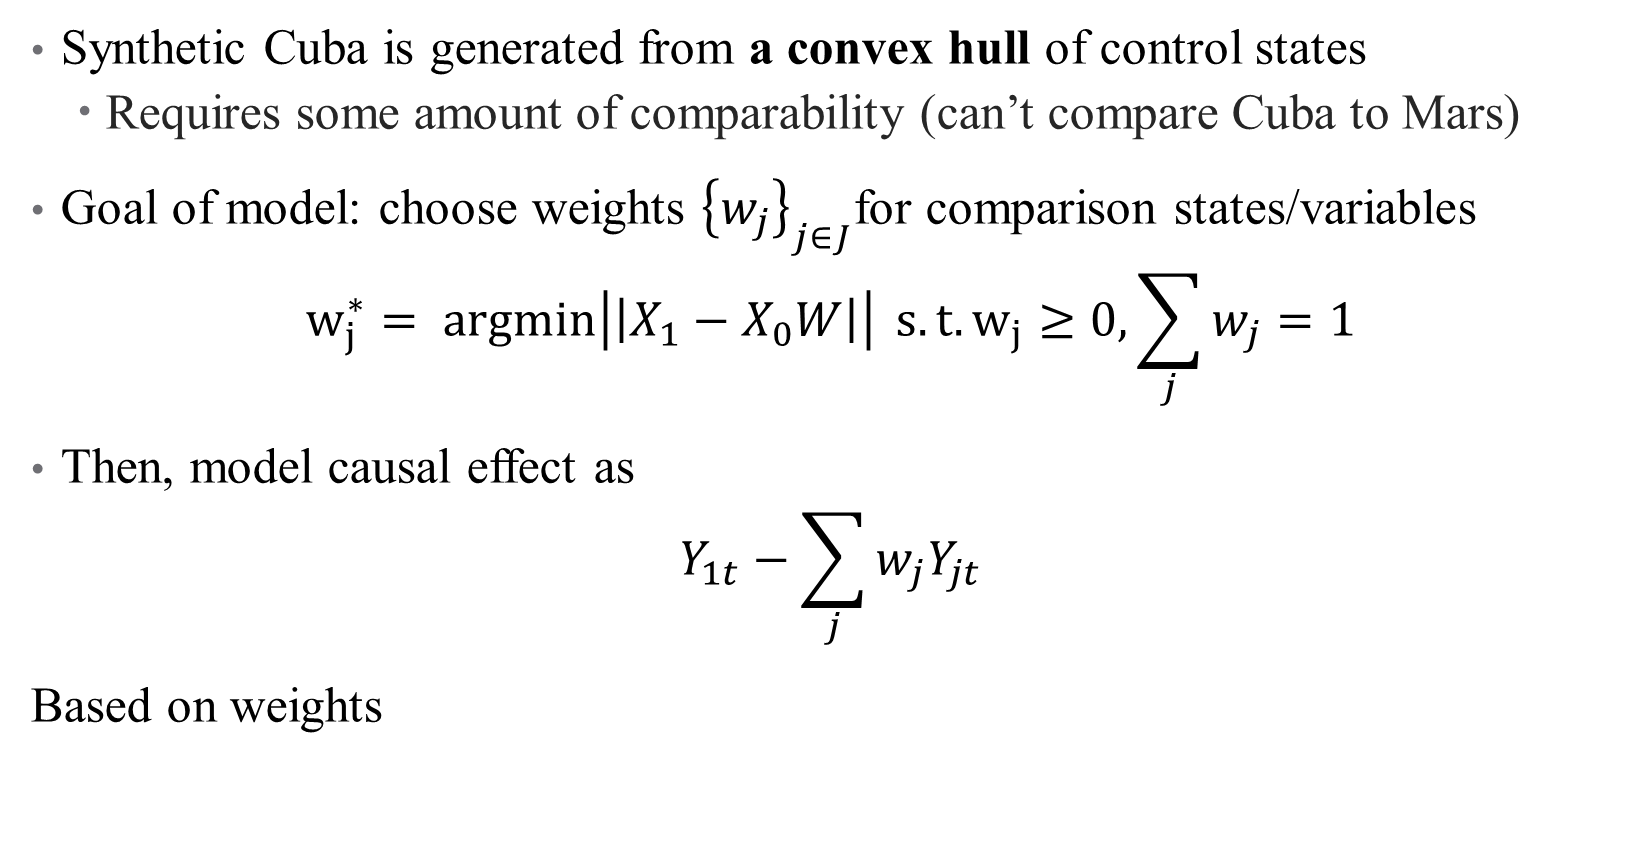 • Synthetic Cuba is generated from a convex hull of control states
• Requires some amount of comparability (can’t compare Cuba to Mars)
• Goal of model: choose weights {w_j}_{j∈J} for comparison states/variables
w_j^* = argmin||X_1 − X_0W|| s.t. w_j ≥ 0, ∑_j w_j = 1
• Then, model causal effect as
Y_{1t} − ∑_j w_jY_{jt}
Based on weights